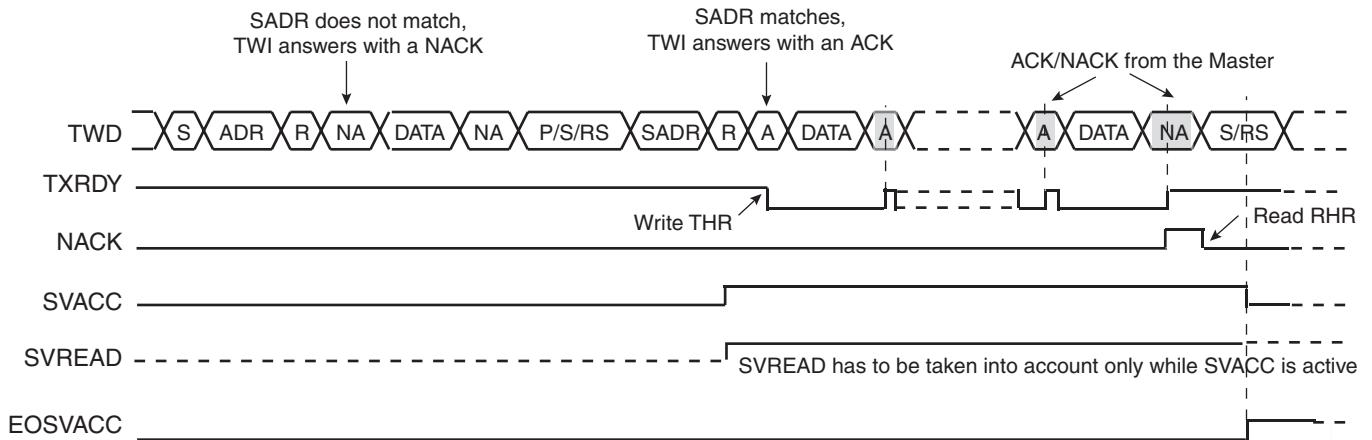 SADR does not match,
TWI answers with a NACK
SADR matches,
TWI answers with an ACK
ACK/NACK from the Master
TWD S ADR R NA DATA NA P/S/RS SADR R A DATA A A DATA NA S/RS
TXRDY
Write THR
Read RHR
NACK
SVACC
SVREAD
SVREAD has to be taken into account only while SVACC is active
EOSVACC